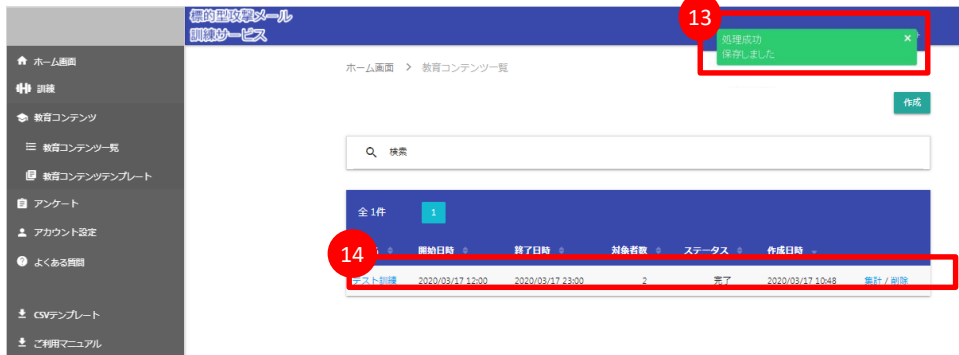 標的型攻撃メール
訓練サービス
13
処理成功 ×
保存しました
ホーム画面
訓練
教育コンテンツ
教育コンテンツ一覧
教育コンテンツテンプレート
アンケート
アカウント設定
よくある質問
CSVテンプレート
ご利用マニュアル
ホーム画面 > 教育コンテンツ一覧
作成
検索
全 1件 1
14
開始日時 終了日時 対象者数 ステータス 作成日時
テスト訓練 2020/03/17 12:00 2020/03/17 23:00 2 完了 2020/03/17 10:48 集計 / 削除